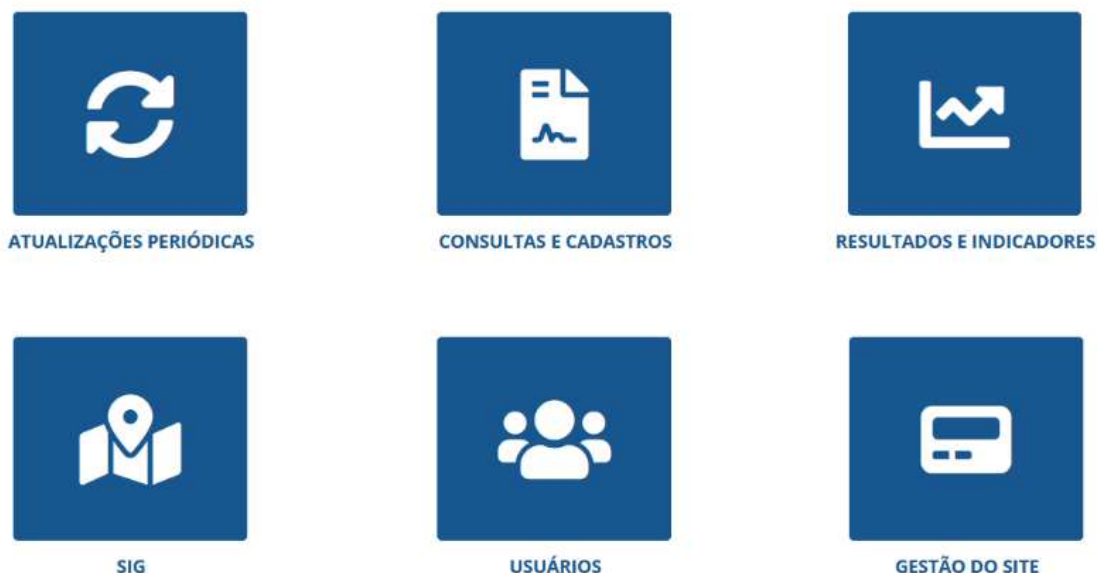 ATUALIZAÇÕES PERIÓDICAS
CONSULTAS E CADASTROS
RESULTADOS E INDICADORES
SIG
USUÁRIOS
GESTÃO DO SITE